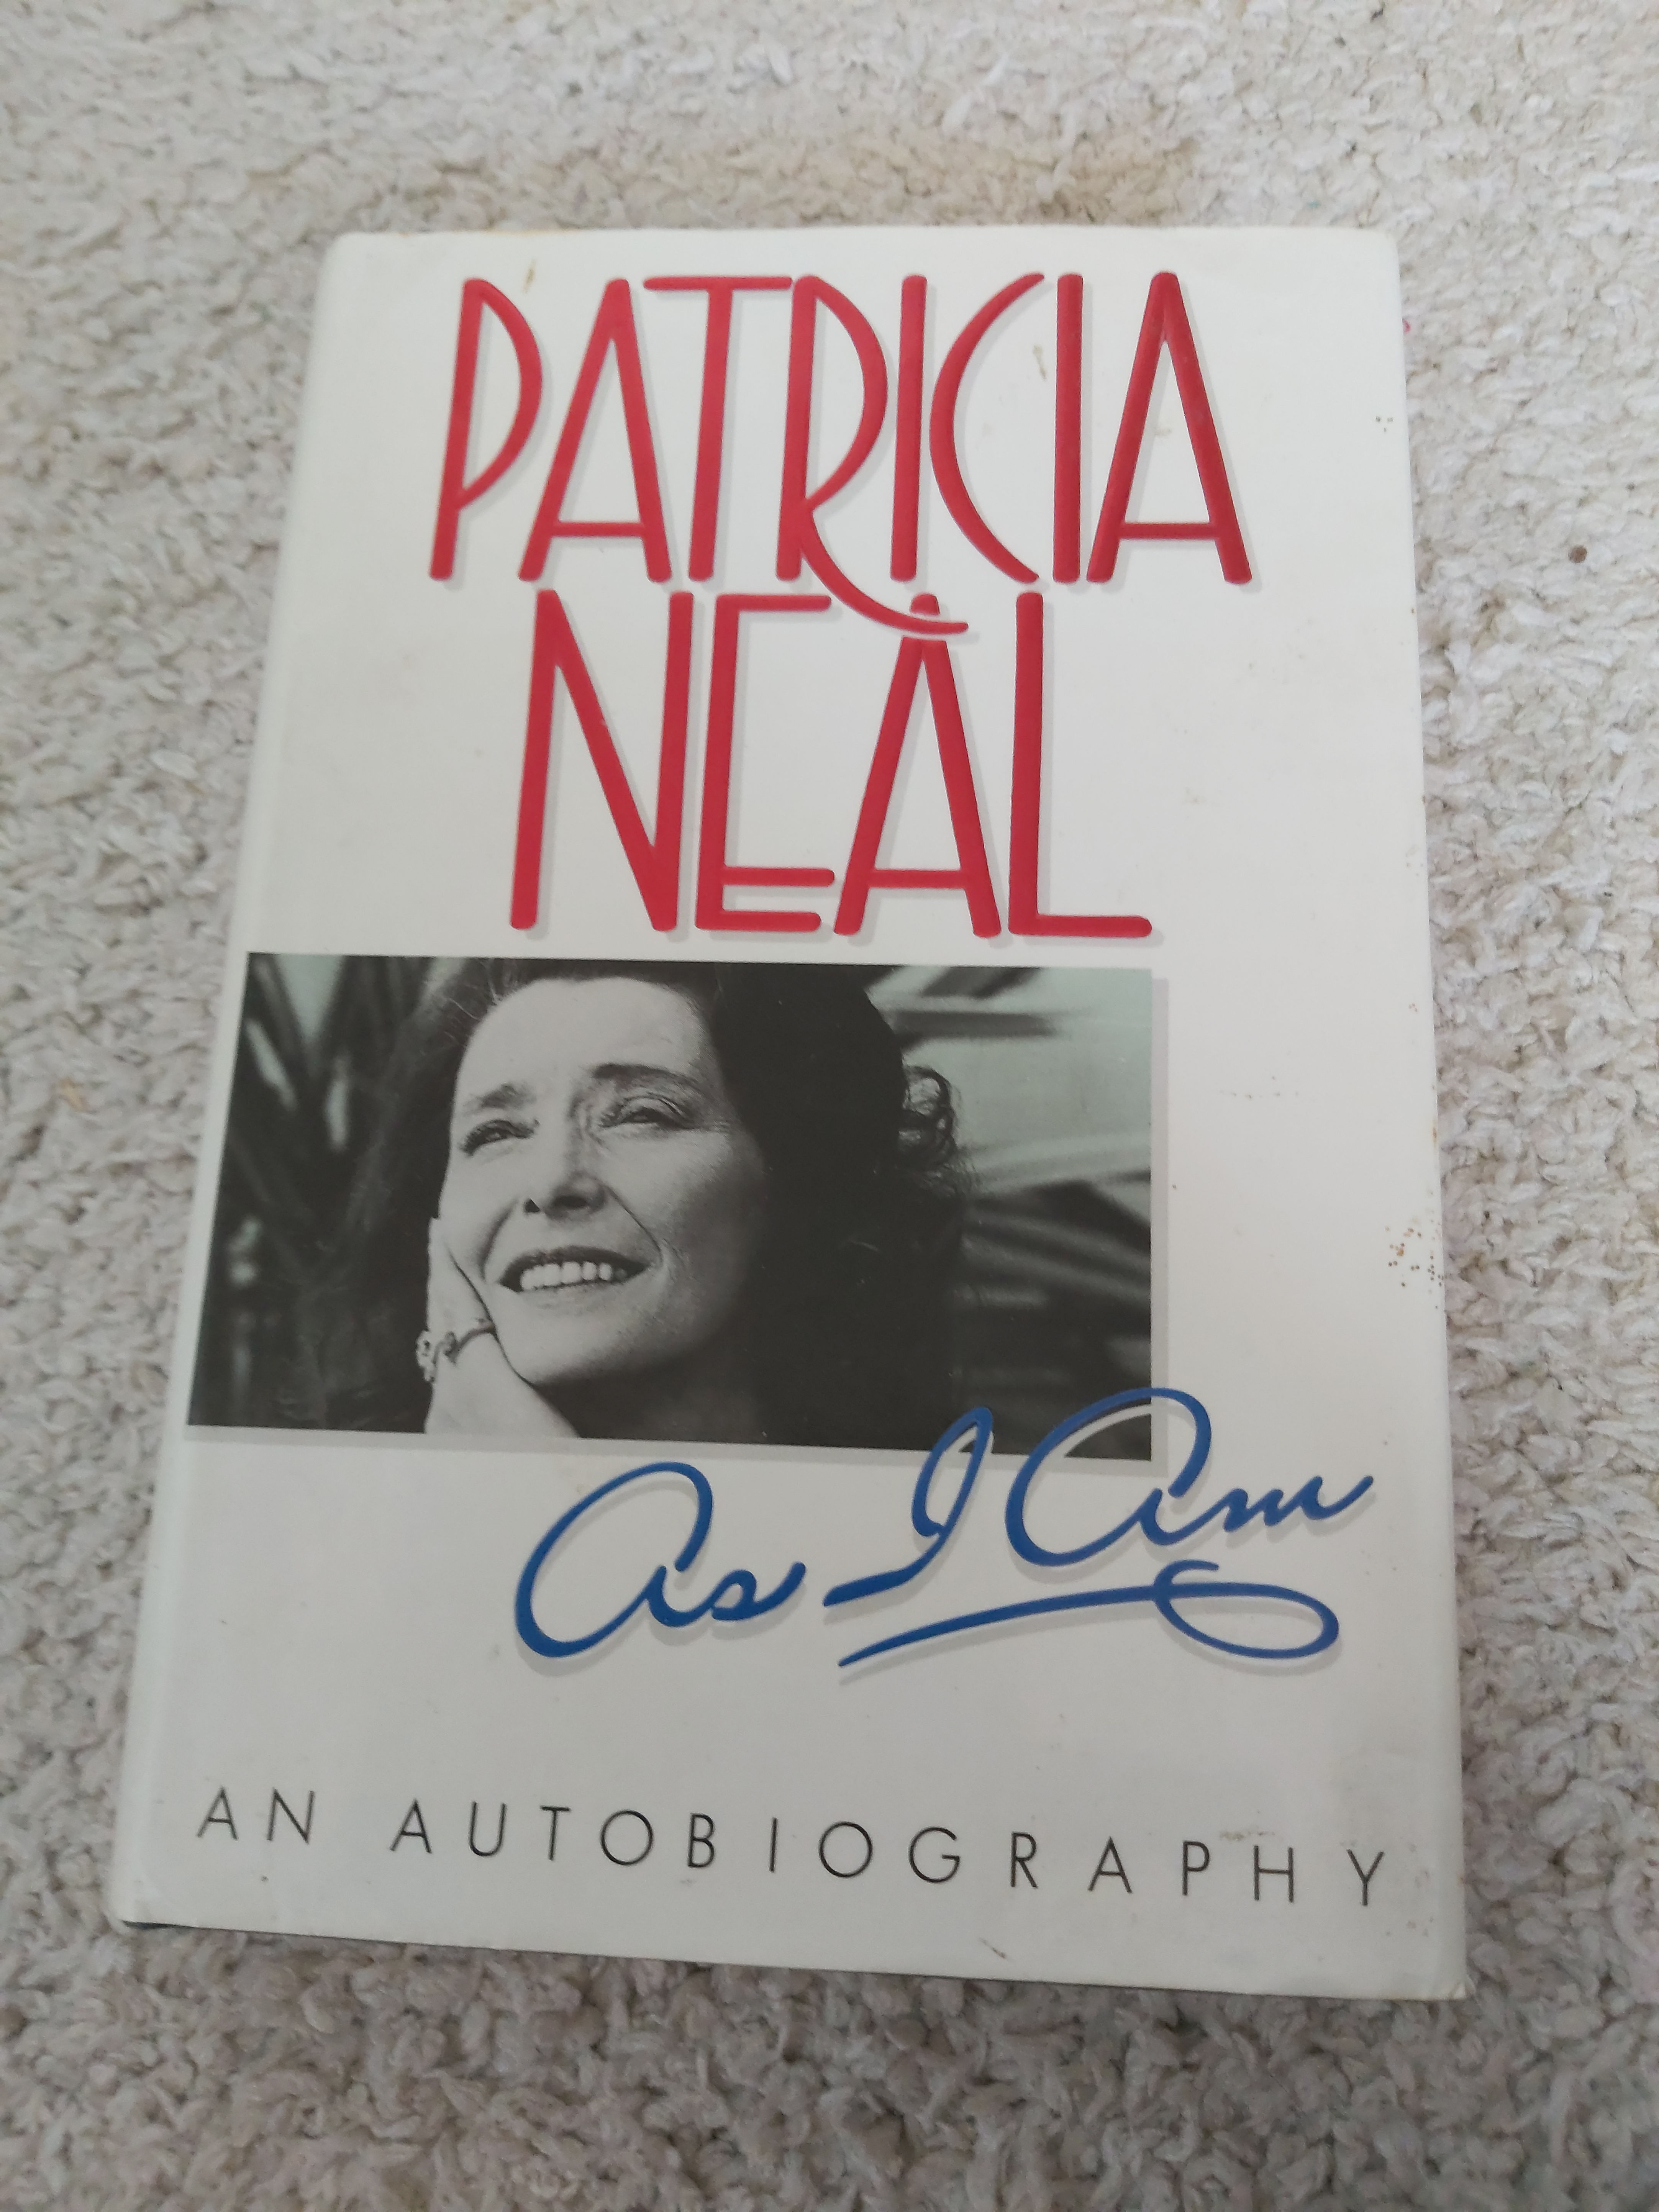 PATRICIA
NEAL
As I Am
AN AUTOBIOGRAPHY